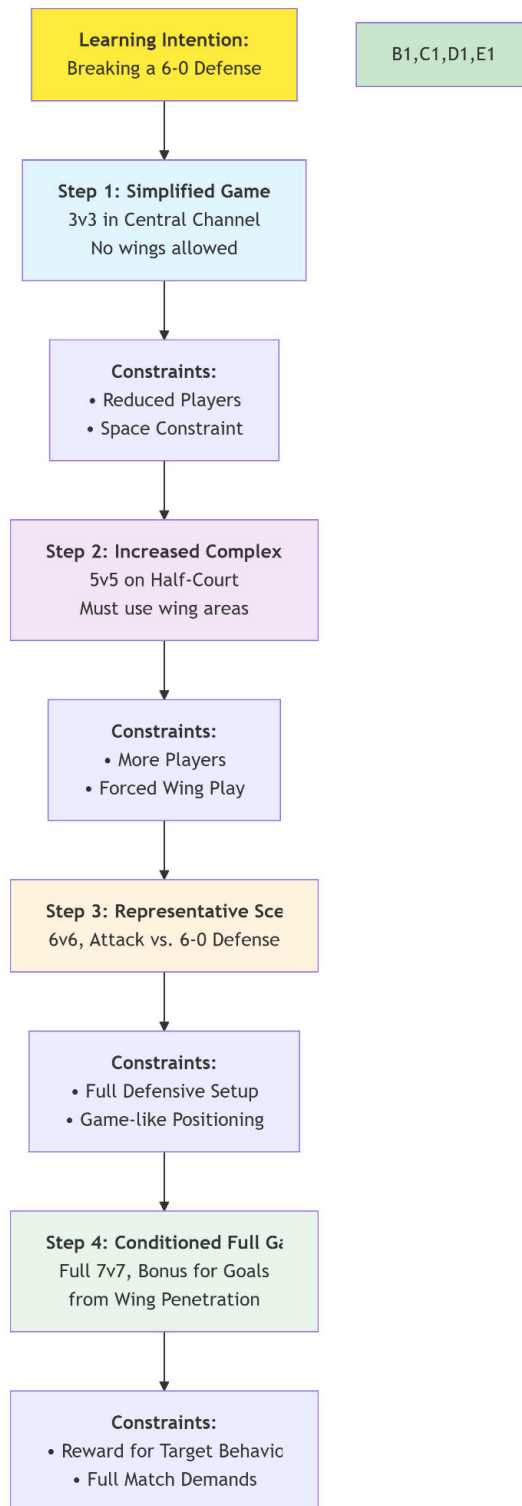 Learning Intention:
Breaking a 6-0 Defense
B1,C1,D1,E1
Step 1: Simplified Game
3v3 in Central Channel
No wings allowed
Constraints:
• Reduced Players
• Space Constraint
Step 2: Increased Complex
5v5 on Half-Court
Must use wing areas
Constraints:
• More Players
• Forced Wing Play
Step 3: Representative Sce
6v6, Attack vs. 6-0 Defense
Constraints:
• Full Defensive Setup
• Game-like Positioning
Step 4: Conditioned Full Ga
Full 7v7, Bonus for Goals
from Wing Penetration
Constraints:
• Reward for Target Behavio
• Full Match Demands